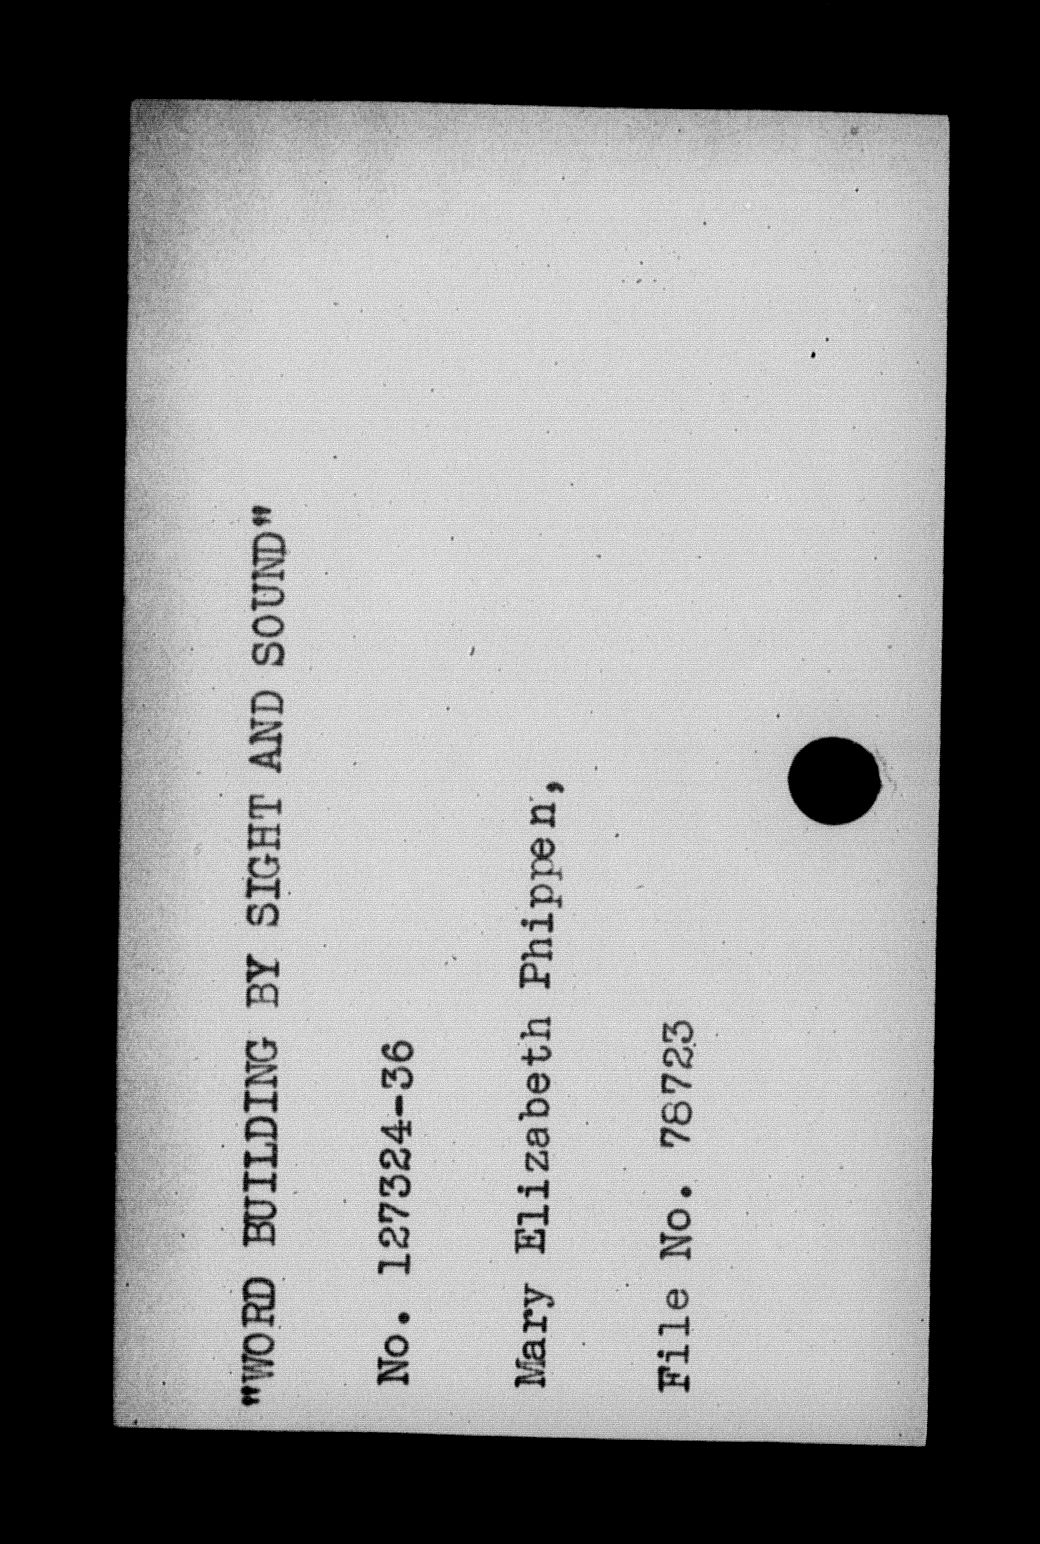 "WORD BUILDING BY SIGHT AND SOUND"
No. 127324-36
Mary Elizabeth Phippen,
File No. 78723